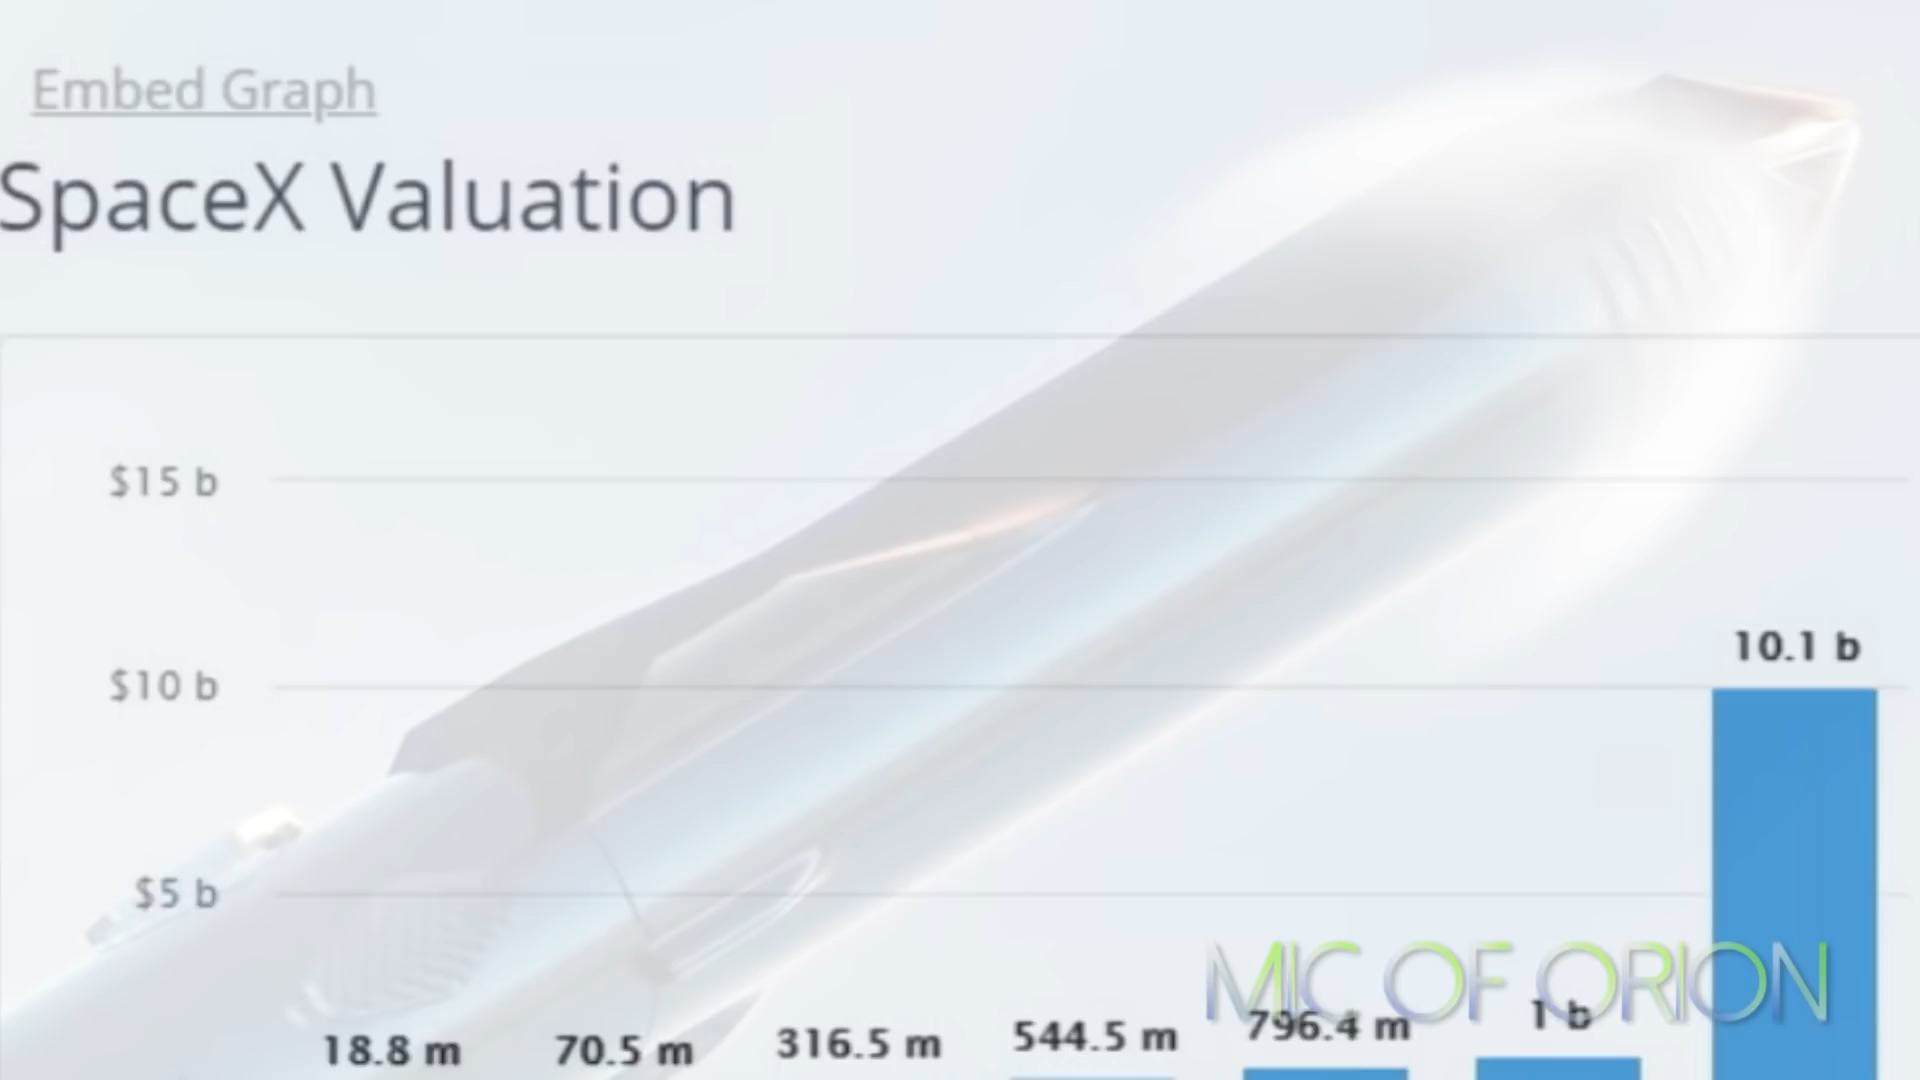 Embed Graph
SpaceX Valuation
$15 b
$10 b
$5 b
10.1 b
18.8 m 70.5 m 316.5 m 544.5 m 796.4 m 1 b
MIC OF ORION